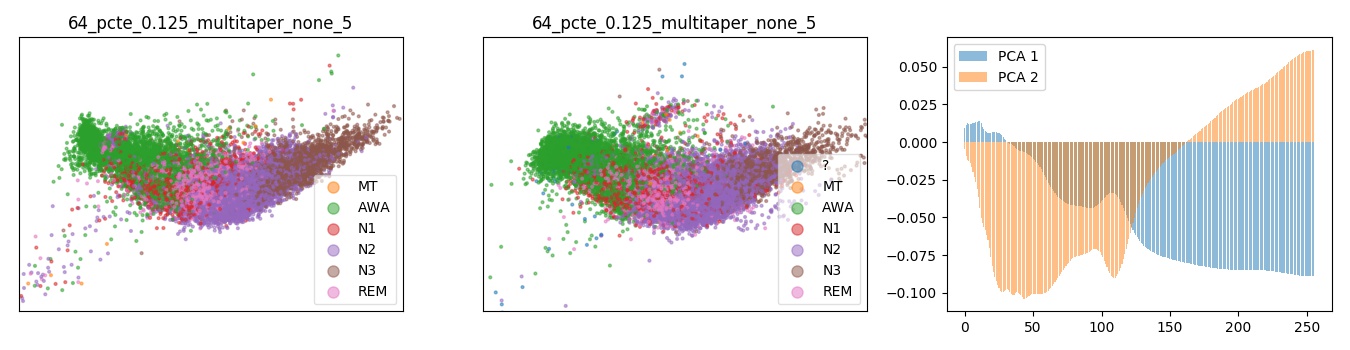 64_pcte_0.125_multitaper_none_5
MT
AWA
N1
N2
N3
REM
64_pcte_0.125_multitaper_none_5
?
MT
AWA
N1
N2
N3
REM
PCA 1
PCA 2
0.050
0.025
0.000
−0.025
−0.050
−0.075
−0.100
0
50
100
150
200
250